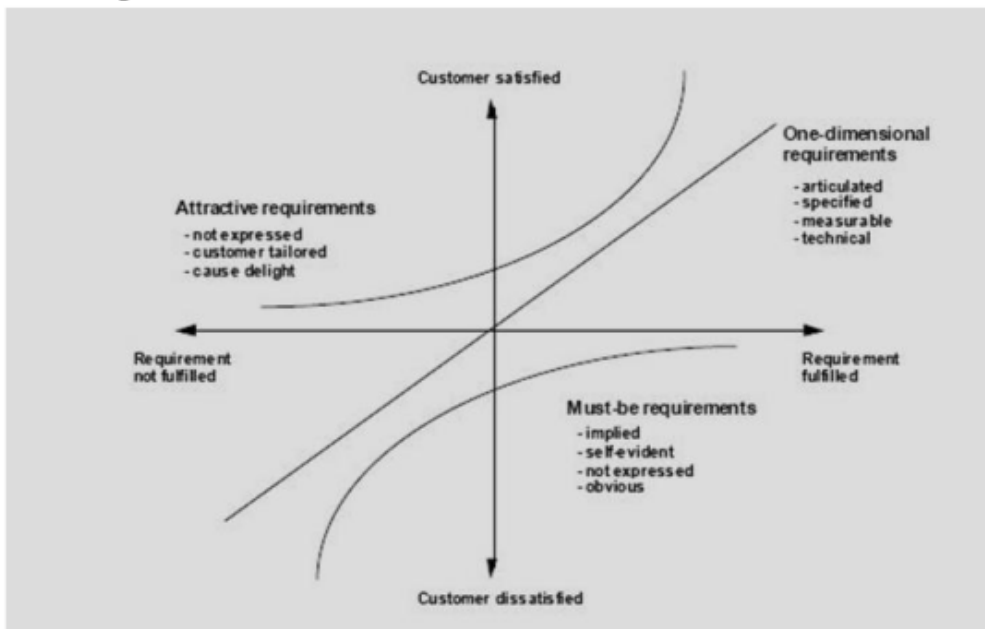 Customer satisfied
One-dimensional
requirements
- articulated
- specified
- measurable
- technical
Attractive requirements
- not expressed
- customer tailored
- cause delight
Requirement
not fulfilled
Requirement
fulfilled
Must-be requirements
- implied
- self-evident
- not expressed
- obvious
Customer dissatisfied